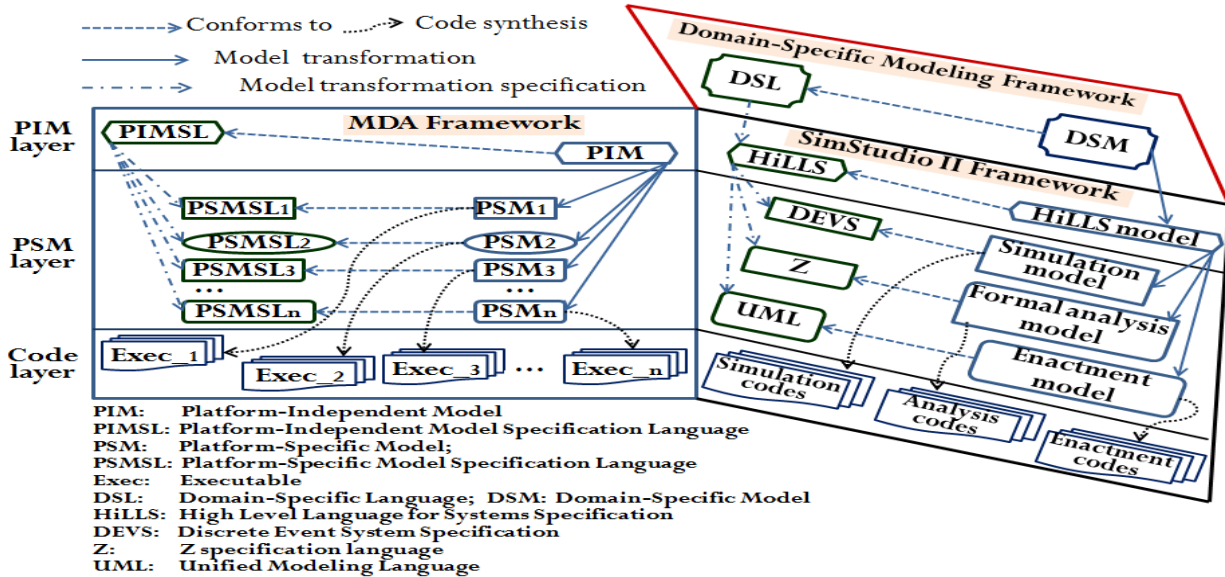 Conforms to
Code synthesis
Model transformation
Model transformation specification
Domain-Specific Modeling Framework
DSL
DSM
PIM
layer
MDA Framework
PIMSL
PIM
SimStudio II Framework
HiLLS
HiLLS model
PSM
layer
PSMSL1
PSM1
PSMSL2
PSM2
PSMSL3
PSM3
...
...
PSMSLn
PSMn
DEVS
Simulation
model
Z
Formal analysis
model
UML
Enactment
model
Code
layer
Exec_1
Exec_2
Exec_3
...
Exec_n
Simulation
codes
Analysis
codes
Enactment
codes
PIM: Platform-Independent Model
PIMSL: Platform-Independent Model Specification Language
PSM: Platform-Specific Model;
PSMSL: Platform-Specific Model Specification Language
Exec: Executable
DSL: Domain-Specific Language; DSM: Domain-Specific Model
HiLLS: High Level Language for Systems Specification
DEVS: Discrete Event System Specification
Z: Z specification language
UML: Unified Modeling Language